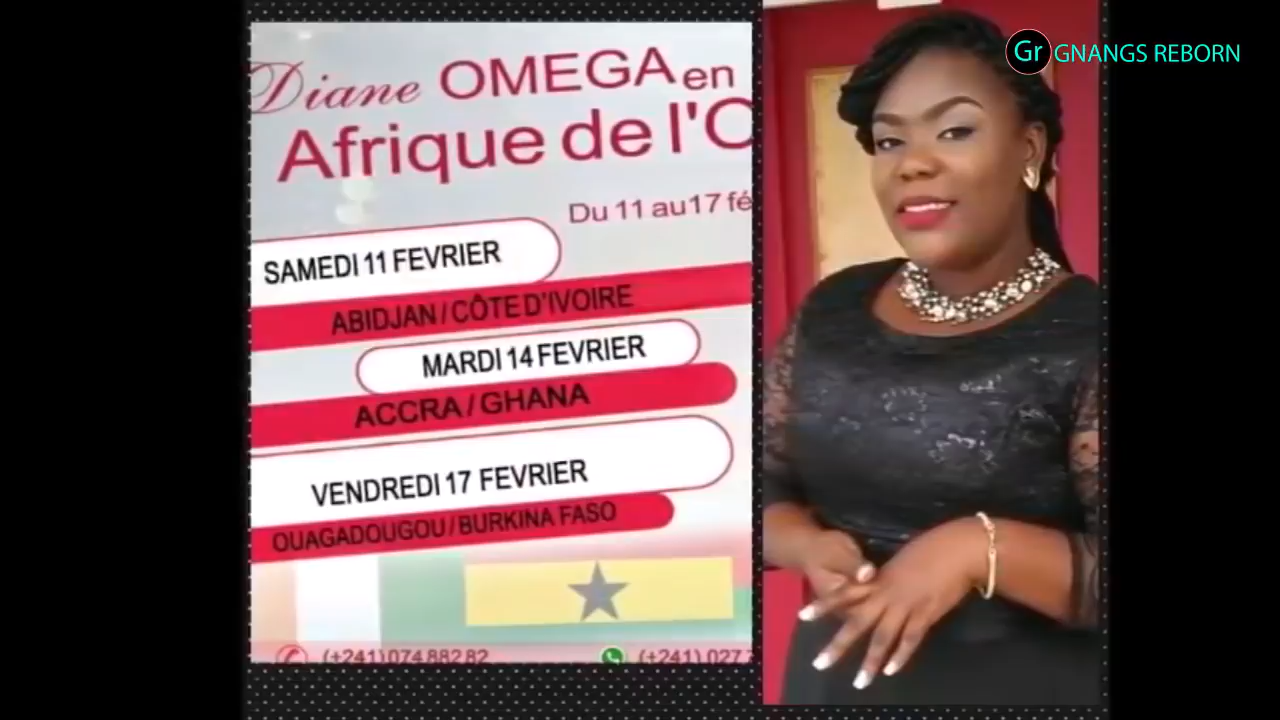 Gr GNANGS REBORN
Diane OMEGA en
Afrique de l'O
Du 11 au 17 fé
SAMEDI 11 FEVRIER
ABIDJAN / CÔTE D'IVOIRE
MARDI 14 FEVRIER
ACCRA / GHANA
VENDREDI 17 FEVRIER
OUAGADOUGOU / BURKINA FASO
(+241) 074 882 82
(+241) 027